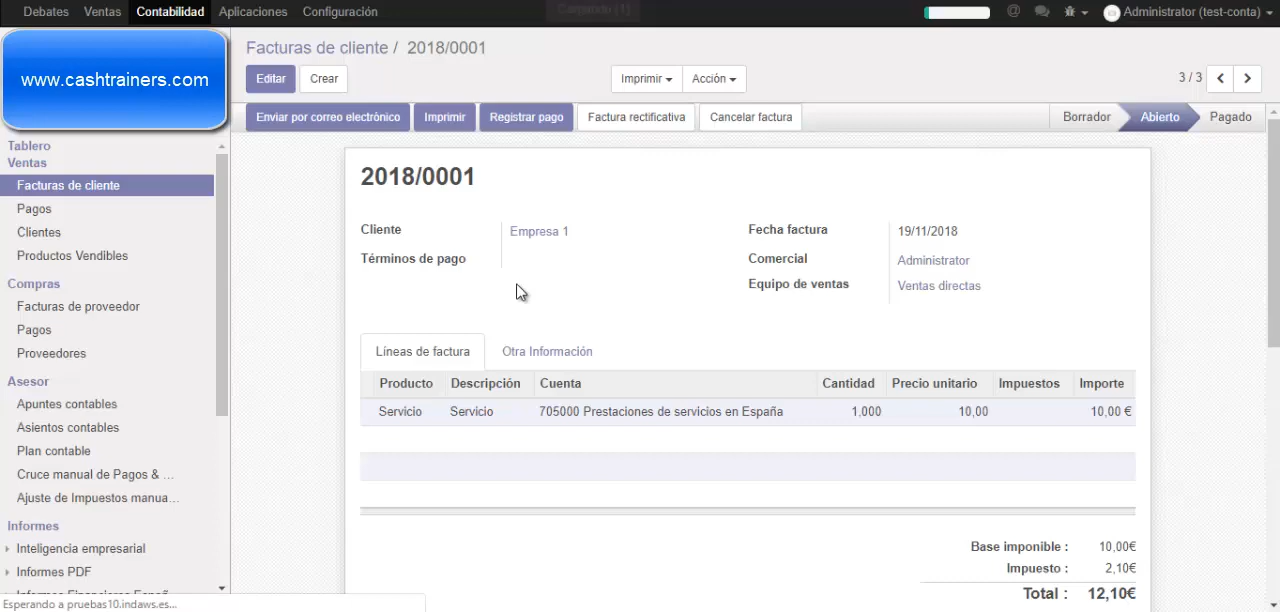 Debates Ventas Contabilidad Aplicaciones Configuración Cargando (1) @ Administrator (test-conta)
www.cashtrainers.com
Facturas de cliente / 2018/0001
Editar Crear Imprimir Acción 3 / 3
Enviar por correo electrónico Imprimir Registrar pago Factura rectificativa Cancelar factura Borrador Abierto Pagado
Tablero
Ventas
Facturas de cliente
Pagos
Clientes
Productos Vendibles
Compras
Facturas de proveedor
Pagos
Proveedores
Asesor
Apuntes contables
Asientos contables
Plan contable
Cruce manual de Pagos & ...
Ajuste de Impuestos manua...
Informes
Inteligencia empresarial
Informes PDF
Esperando a pruebas10.indaws.es...
2018/0001
Cliente Empresa 1 Fecha factura 19/11/2018
Términos de pago Comercial Administrator
Equipo de ventas Ventas directas
Líneas de factura Otra Información
Producto Descripción Cuenta Cantidad Precio unitario Impuestos Importe
Servicio Servicio 705000 Prestaciones de servicios en España 1,000 10,00 10,00 €
Base imponible : 10,00€
Impuesto : 2,10€
Total : 12,10€